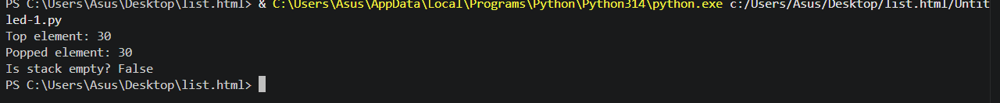 PS C:\Users\Asus\Desktop\list.html> & C:\Users\Asus\AppData\Local\Programs\Python\Python314\python.exe c:/Users/Asus/Desktop/list.html/Untit
led-1.py
Top element: 30
Popped element: 30
Is stack empty? False
PS C:\Users\Asus\Desktop\list.html>